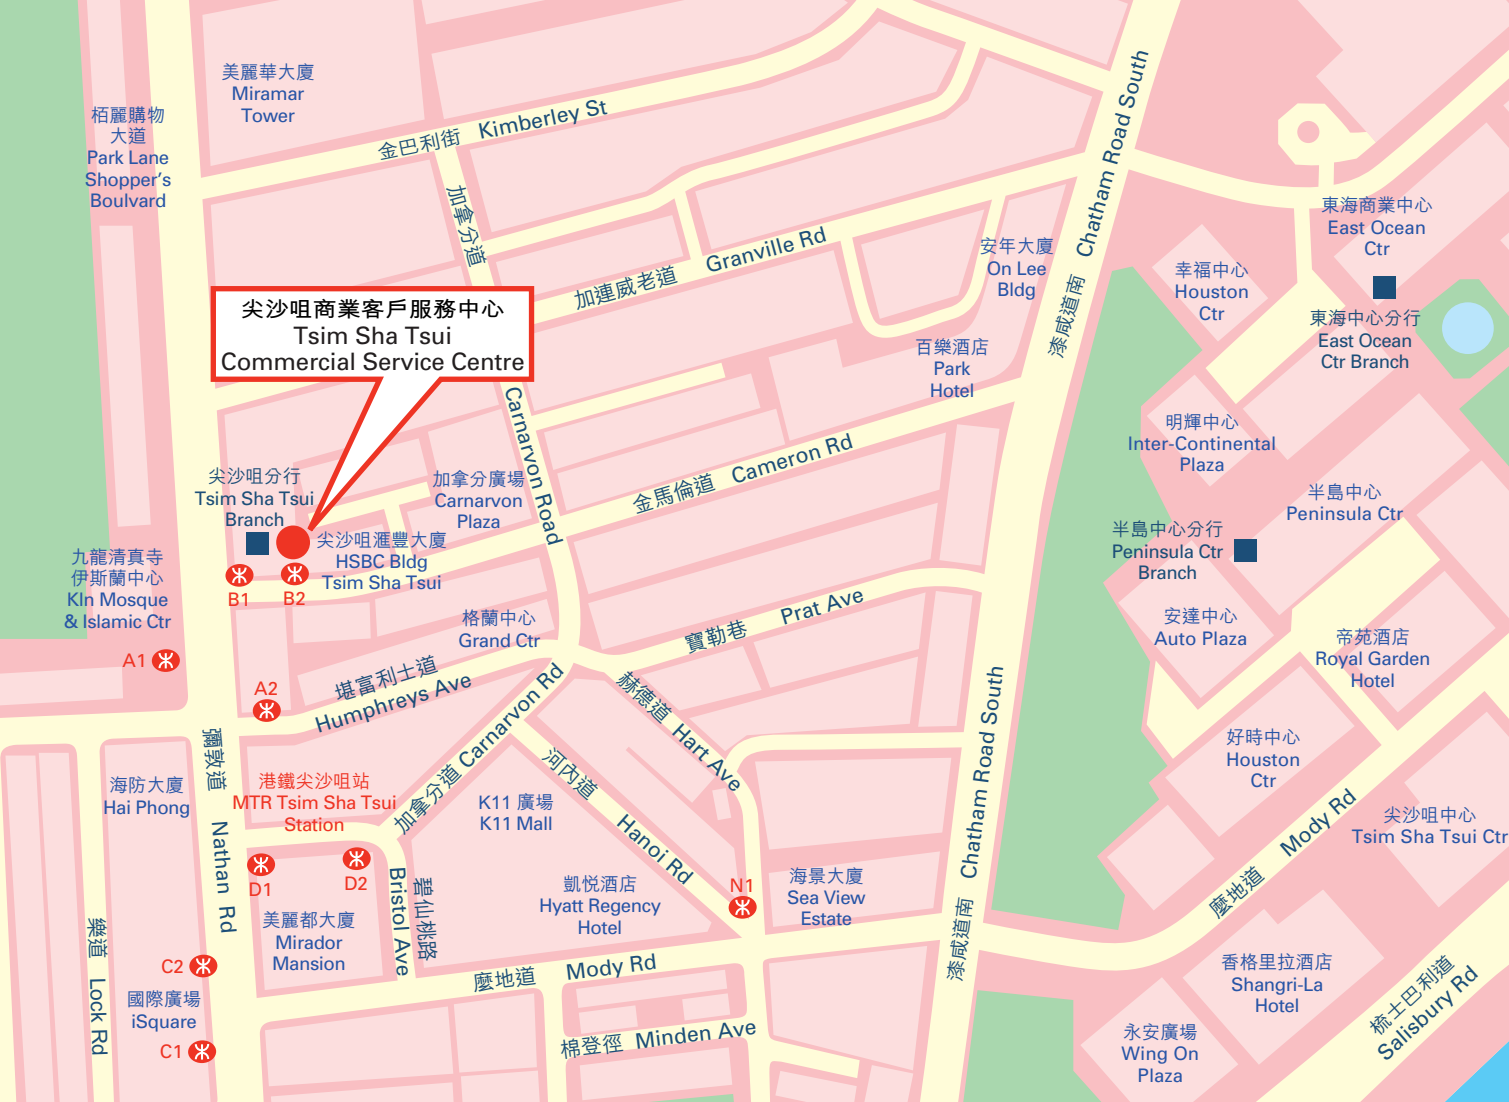 美麗華大廈
Miramar
Tower
栢麗購物
大道
Park Lane
Shopper's
Boulvard
金巴利街 Kimberley St
加拿分道
加連威老道 Granville Rd
漆咸道南 Chatham Road South
安年大廈
On Lee
Bldg
東海商業中心
East Ocean
Ctr
幸福中心
Houston
Ctr
東海中心分行
East Ocean
Ctr Branch
尖沙咀商業客戶服務中心
Tsim Sha Tsui
Commercial Service Centre
百樂酒店
Park
Hotel
Carnarvon Road
明輝中心
Inter-Continental
Plaza
金馬倫道 Cameron Rd
尖沙咀分行
Tsim Sha Tsui
Branch
加拿分廣場
Carnarvon
Plaza
半島中心
Peninsula Ctr
半島中心分行
Peninsula Ctr
Branch
尖沙咀滙豐大廈
HSBC Bldg
Tsim Sha Tsui
B1
B2
九龍清真寺
伊斯蘭中心
Kln Mosque
& Islamic Ctr
A1
格蘭中心
Grand Ctr
寶勒巷 Prat Ave
安達中心
Auto Plaza
帝苑酒店
Royal Garden
Hotel
A2
堪富利士道
Humphreys Ave
加拿分道 Carnarvon Rd
赫德道 Hart Ave
Chatham Road South
漆咸道南
彌敦道 Nathan Rd
海防大廈
Hai Phong
港鐵尖沙咀站
MTR Tsim Sha Tsui
Station
D1
D2
K11 廣場
K11 Mall
河內道 Hanoi Rd
好時中心
Houston
Ctr
麼地道 Mody Rd
尖沙咀中心
Tsim Sha Tsui Ctr
碧仙桃路
Bristol Ave
凱悅酒店
Hyatt Regency
Hotel
N1
海景大廈
Sea View
Estate
美麗都大廈
Mirador
Mansion
樂道 Lock Rd
C2
國際廣場
iSquare
C1
麼地道 Mody Rd
棉登徑 Minden Ave
香格里拉酒店
Shangri-La
Hotel
永安廣場
Wing On
Plaza
梳士巴利道
Salisbury Rd